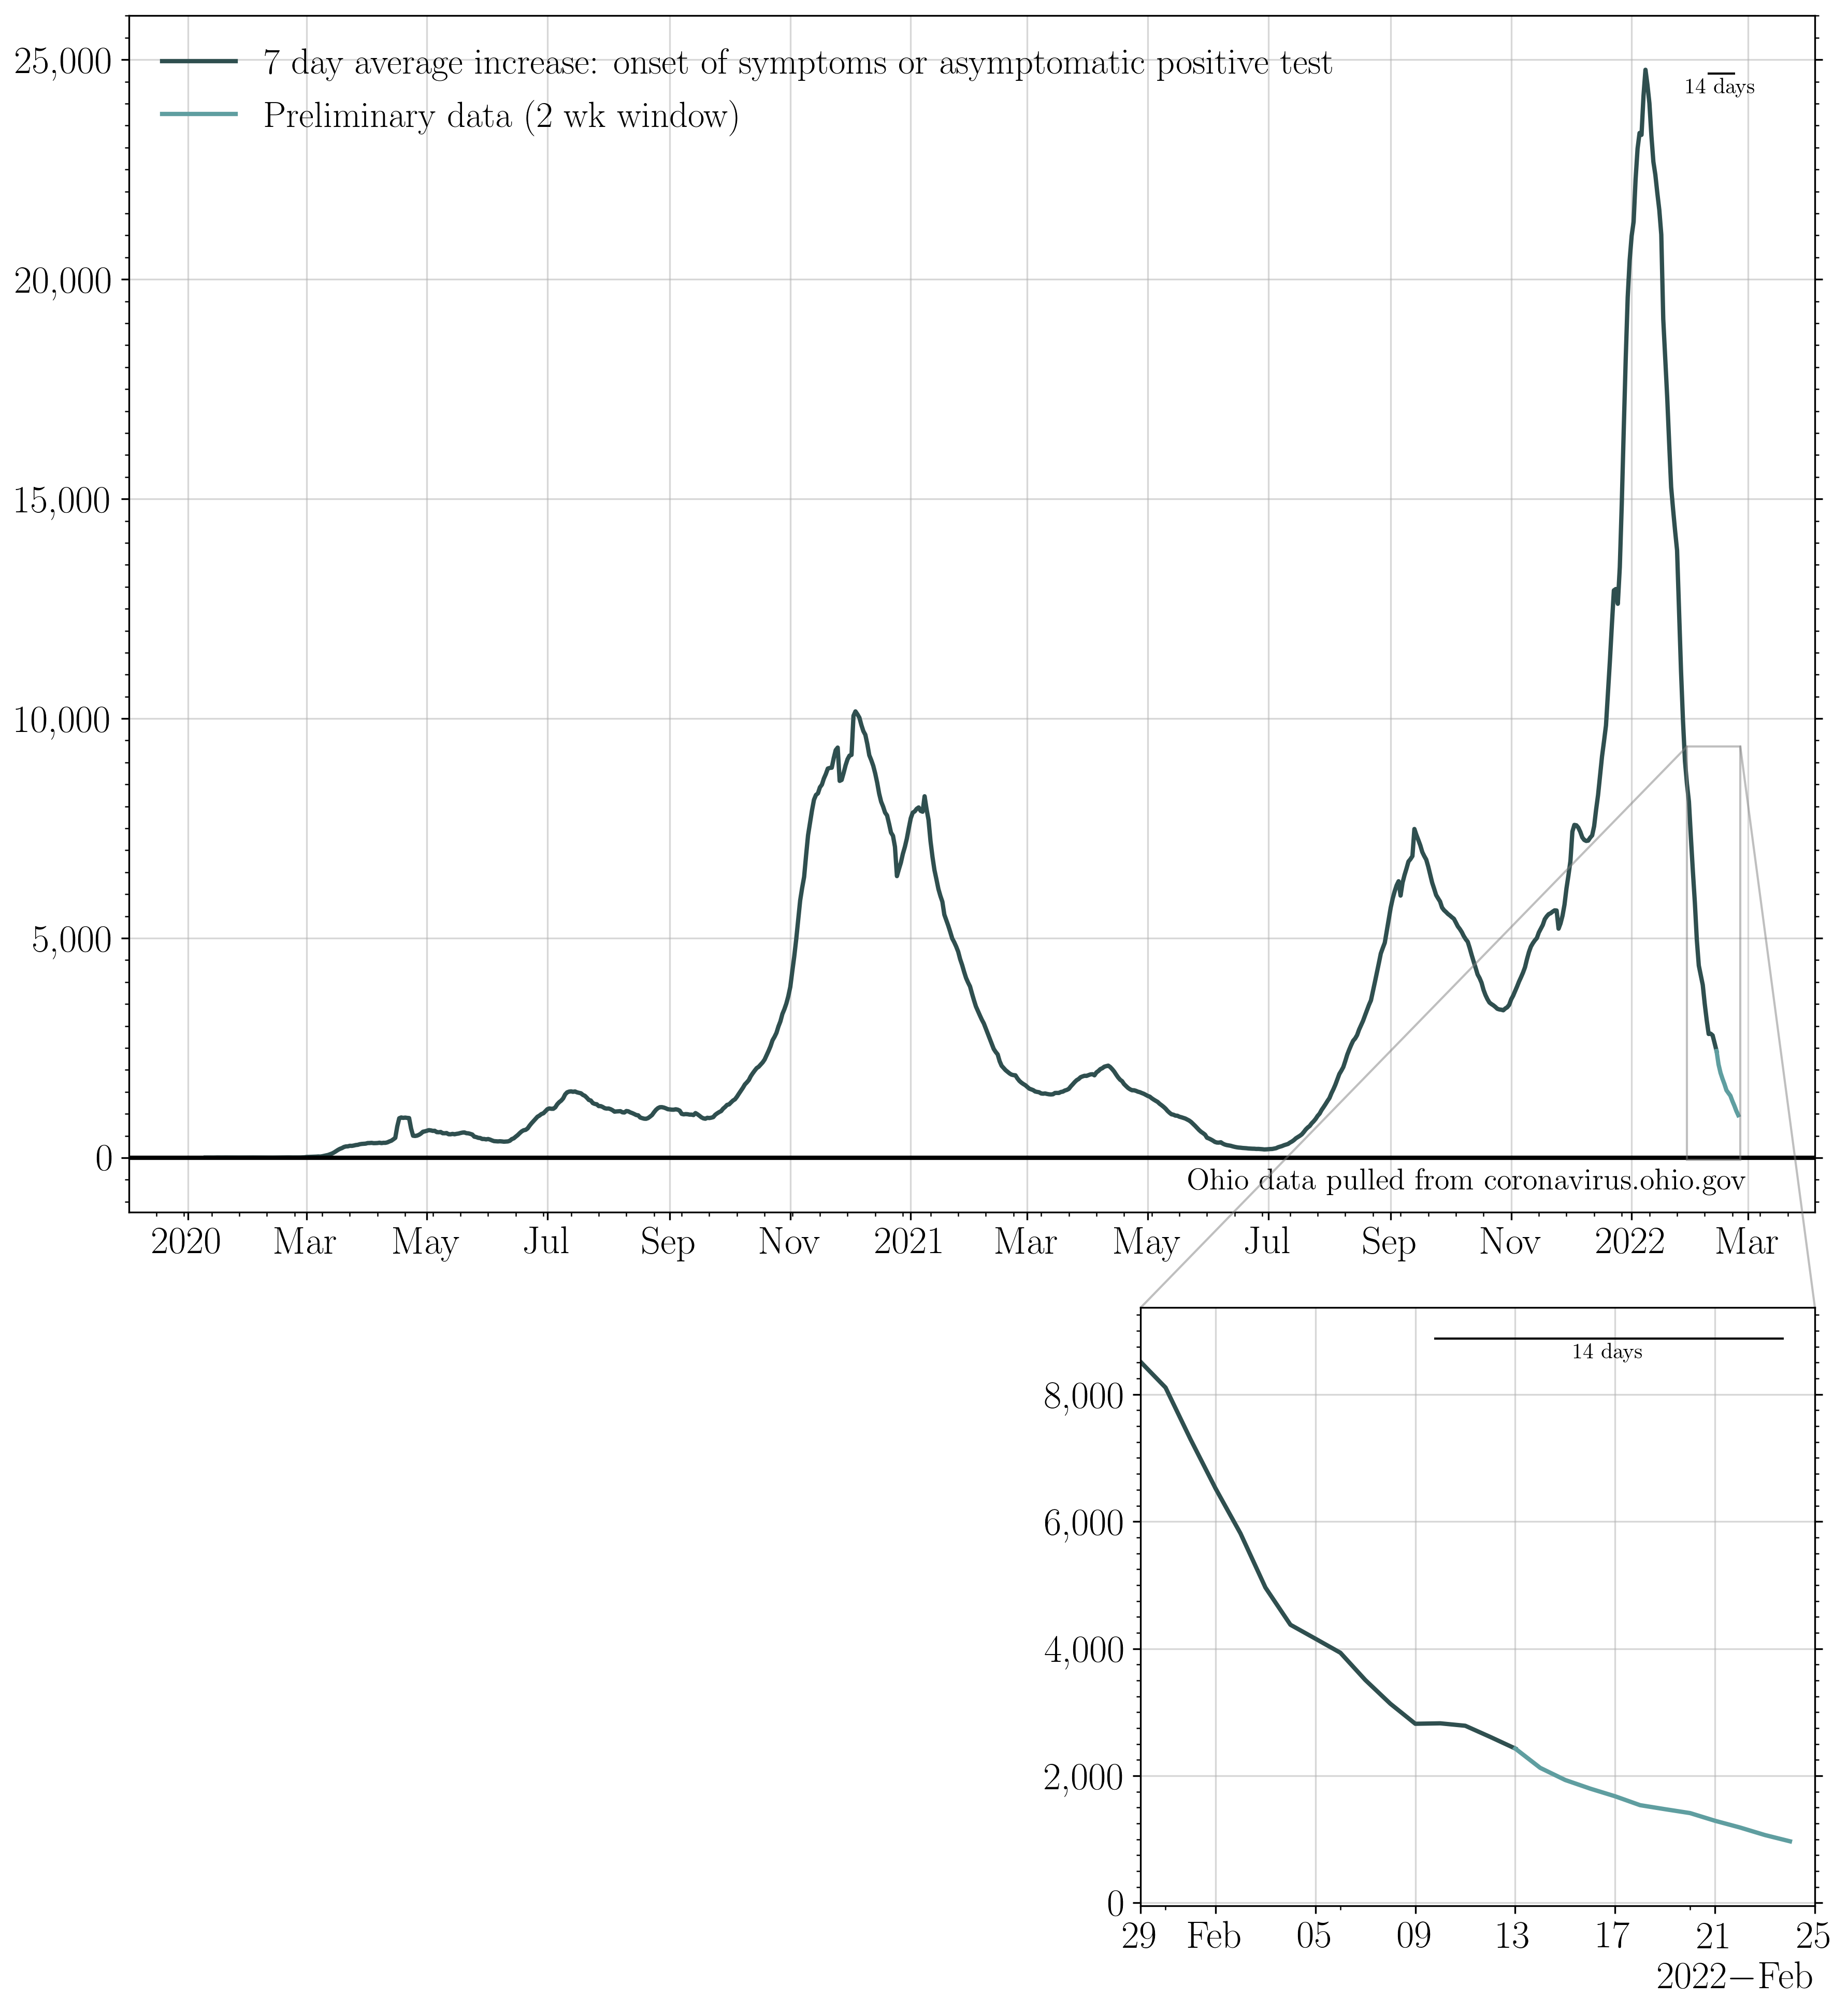 25,000
7 day average increase: onset of symptoms or asymptomatic positive test
14 days
Preliminary data (2 wk window)
20,000
15,000
10,000
5,000
0
Ohio data pulled from coronavirus.ohio.gov
2020 Mar May Jul Sep Nov 2021 Mar May Jul Sep Nov 2022 Mar
14 days
8,000
6,000
4,000
2,000
0
29 Feb 05 09 13 17 21 25
2022−Feb